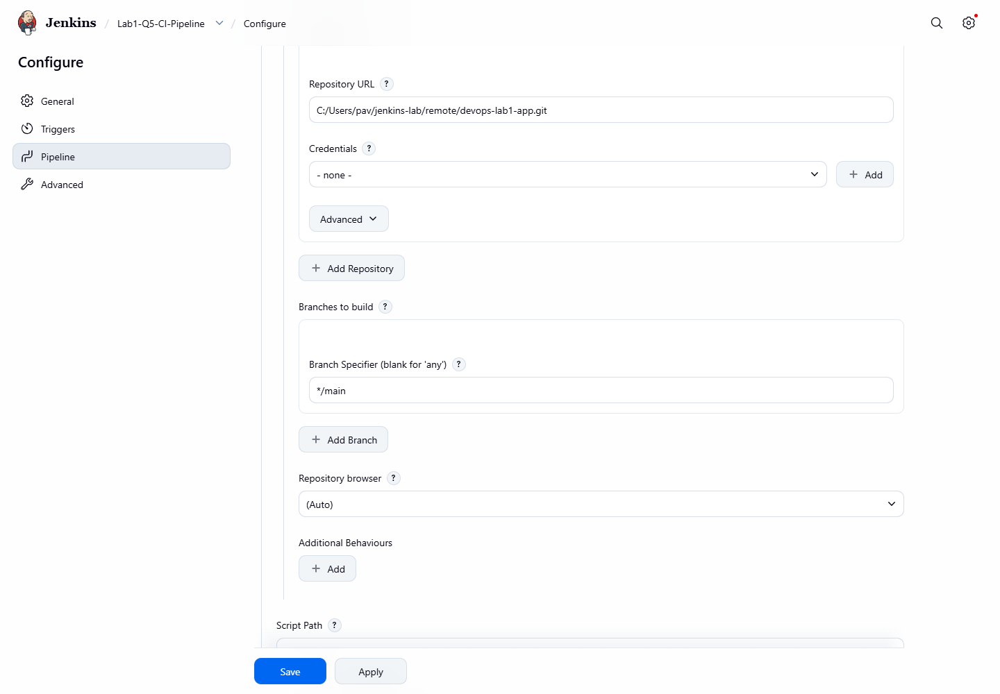 Jenkins / Lab1-Q5-CI-Pipeline / Configure
Configure
General
Triggers
Pipeline
Advanced
Repository URL ?
C:/Users/pav/jenkins-lab/remote/devops-lab1-app.git
Credentials ?
- none -
+ Add
Advanced
+ Add Repository
Branches to build ?
Branch Specifier (blank for 'any') ?
*/main
+ Add Branch
Repository browser ?
(Auto)
Additional Behaviours
+ Add
Script Path ?
Save
Apply